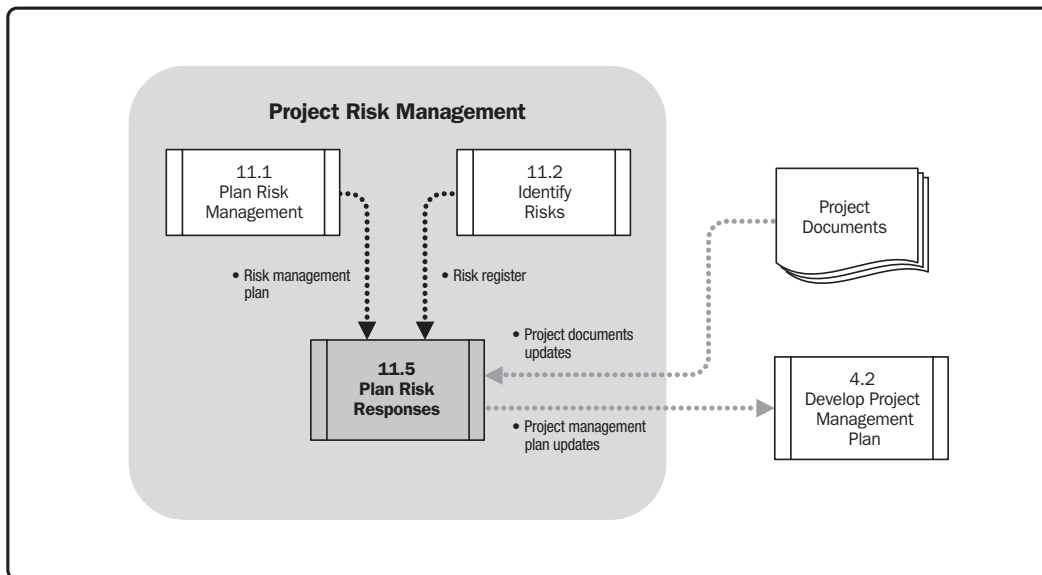 Project Risk Management
11.1
Plan Risk
Management
11.2
Identify
Risks
Project
Documents
• Risk management
plan
• Risk register
• Project documents
updates
11.5
Plan Risk
Responses
4.2
Develop Project
Management
Plan
• Project management
plan updates